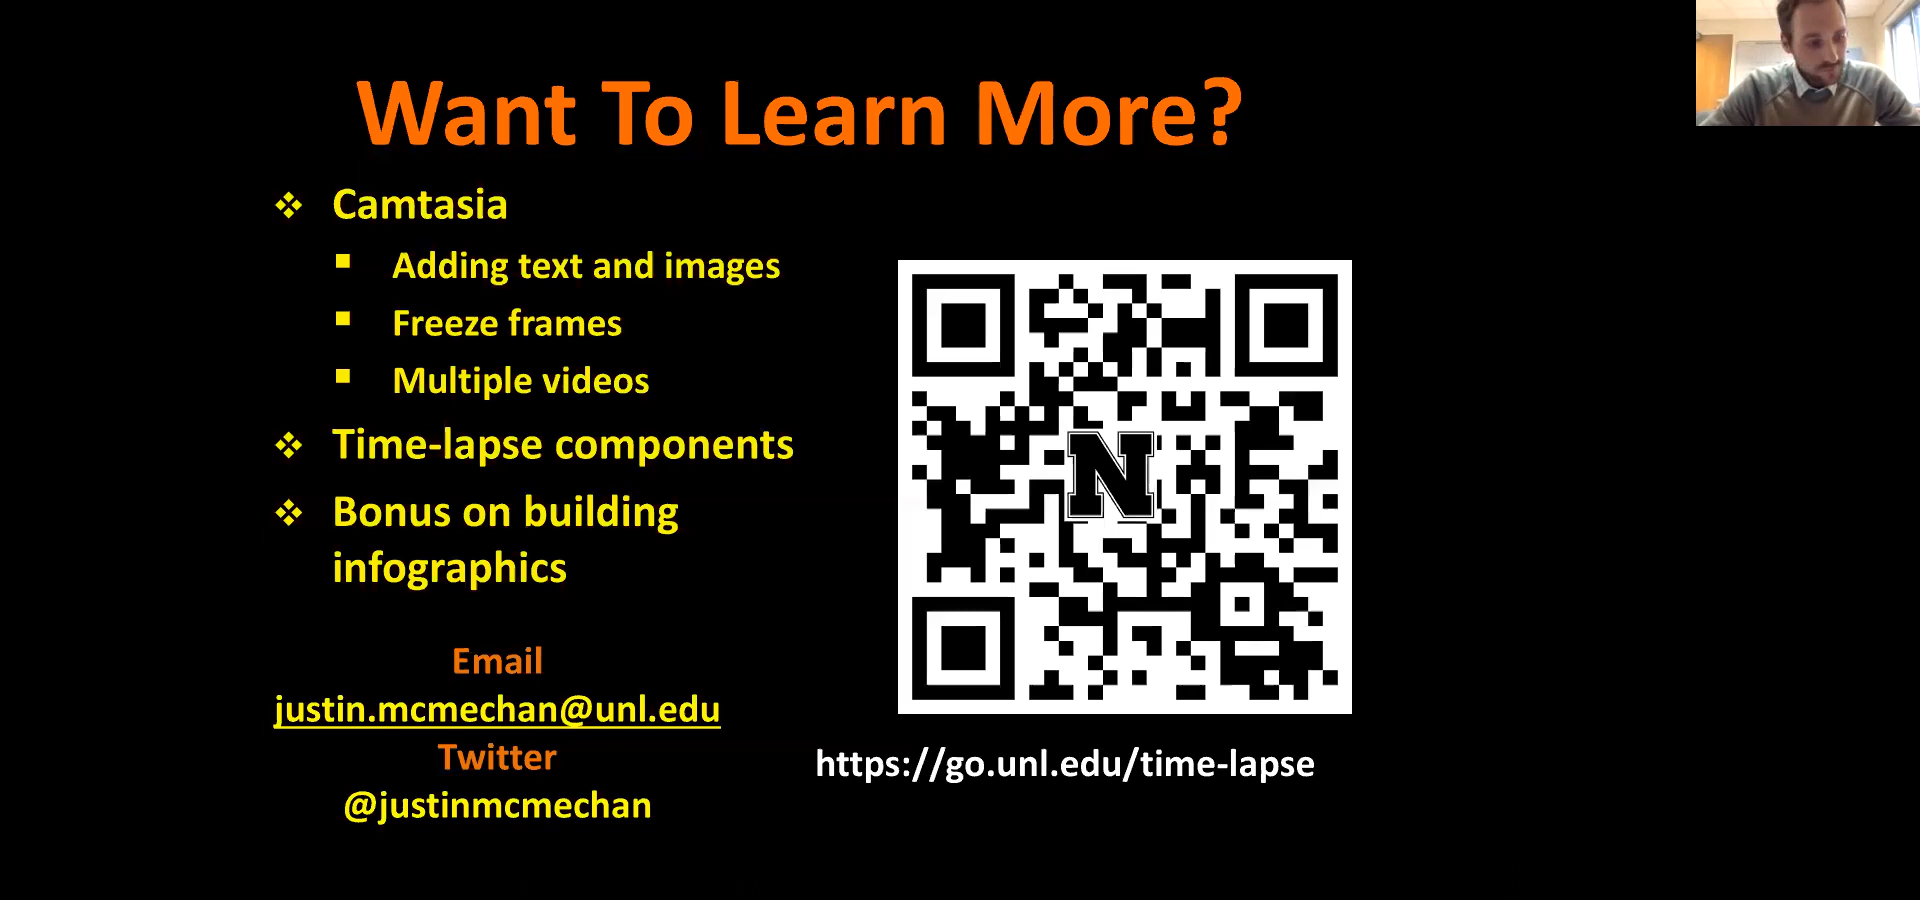 Want To Learn More?
Camtasia
Adding text and images
Freeze frames
Multiple videos
Time-lapse components
Bonus on building
infographics
Email
justin.mcmechan@unl.edu
Twitter
@justinmcmechan
N
https://go.unl.edu/time-lapse